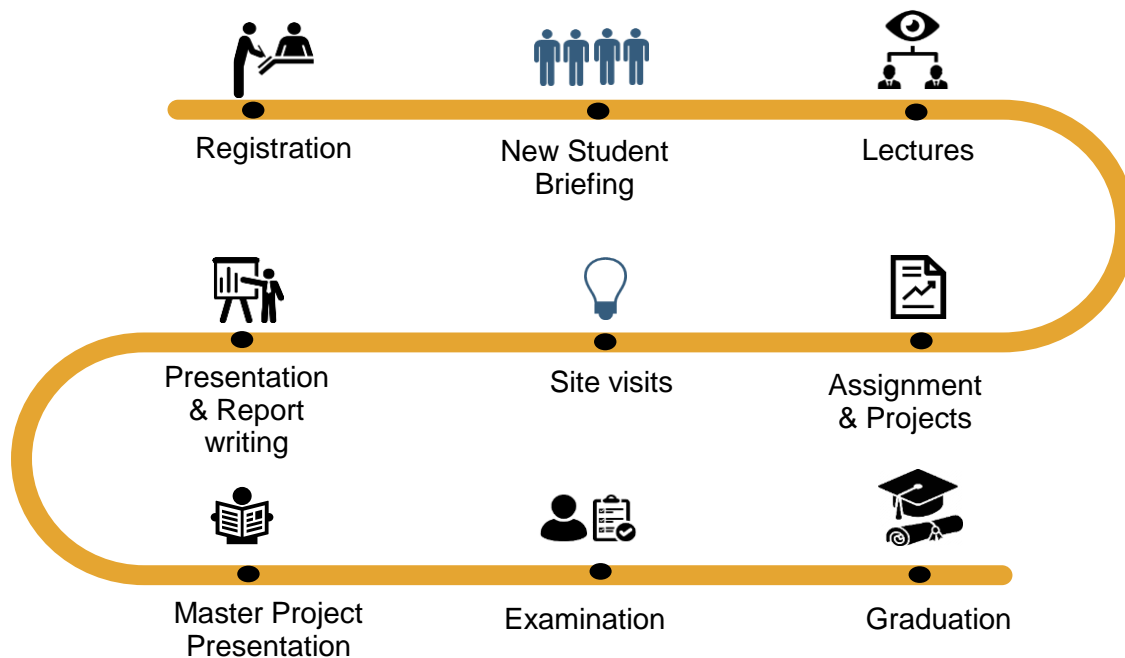 Registration
New Student
Briefing
Lectures
Presentation
& Report
writing
Site visits
Assignment
& Projects
Master Project
Presentation
Examination
Graduation